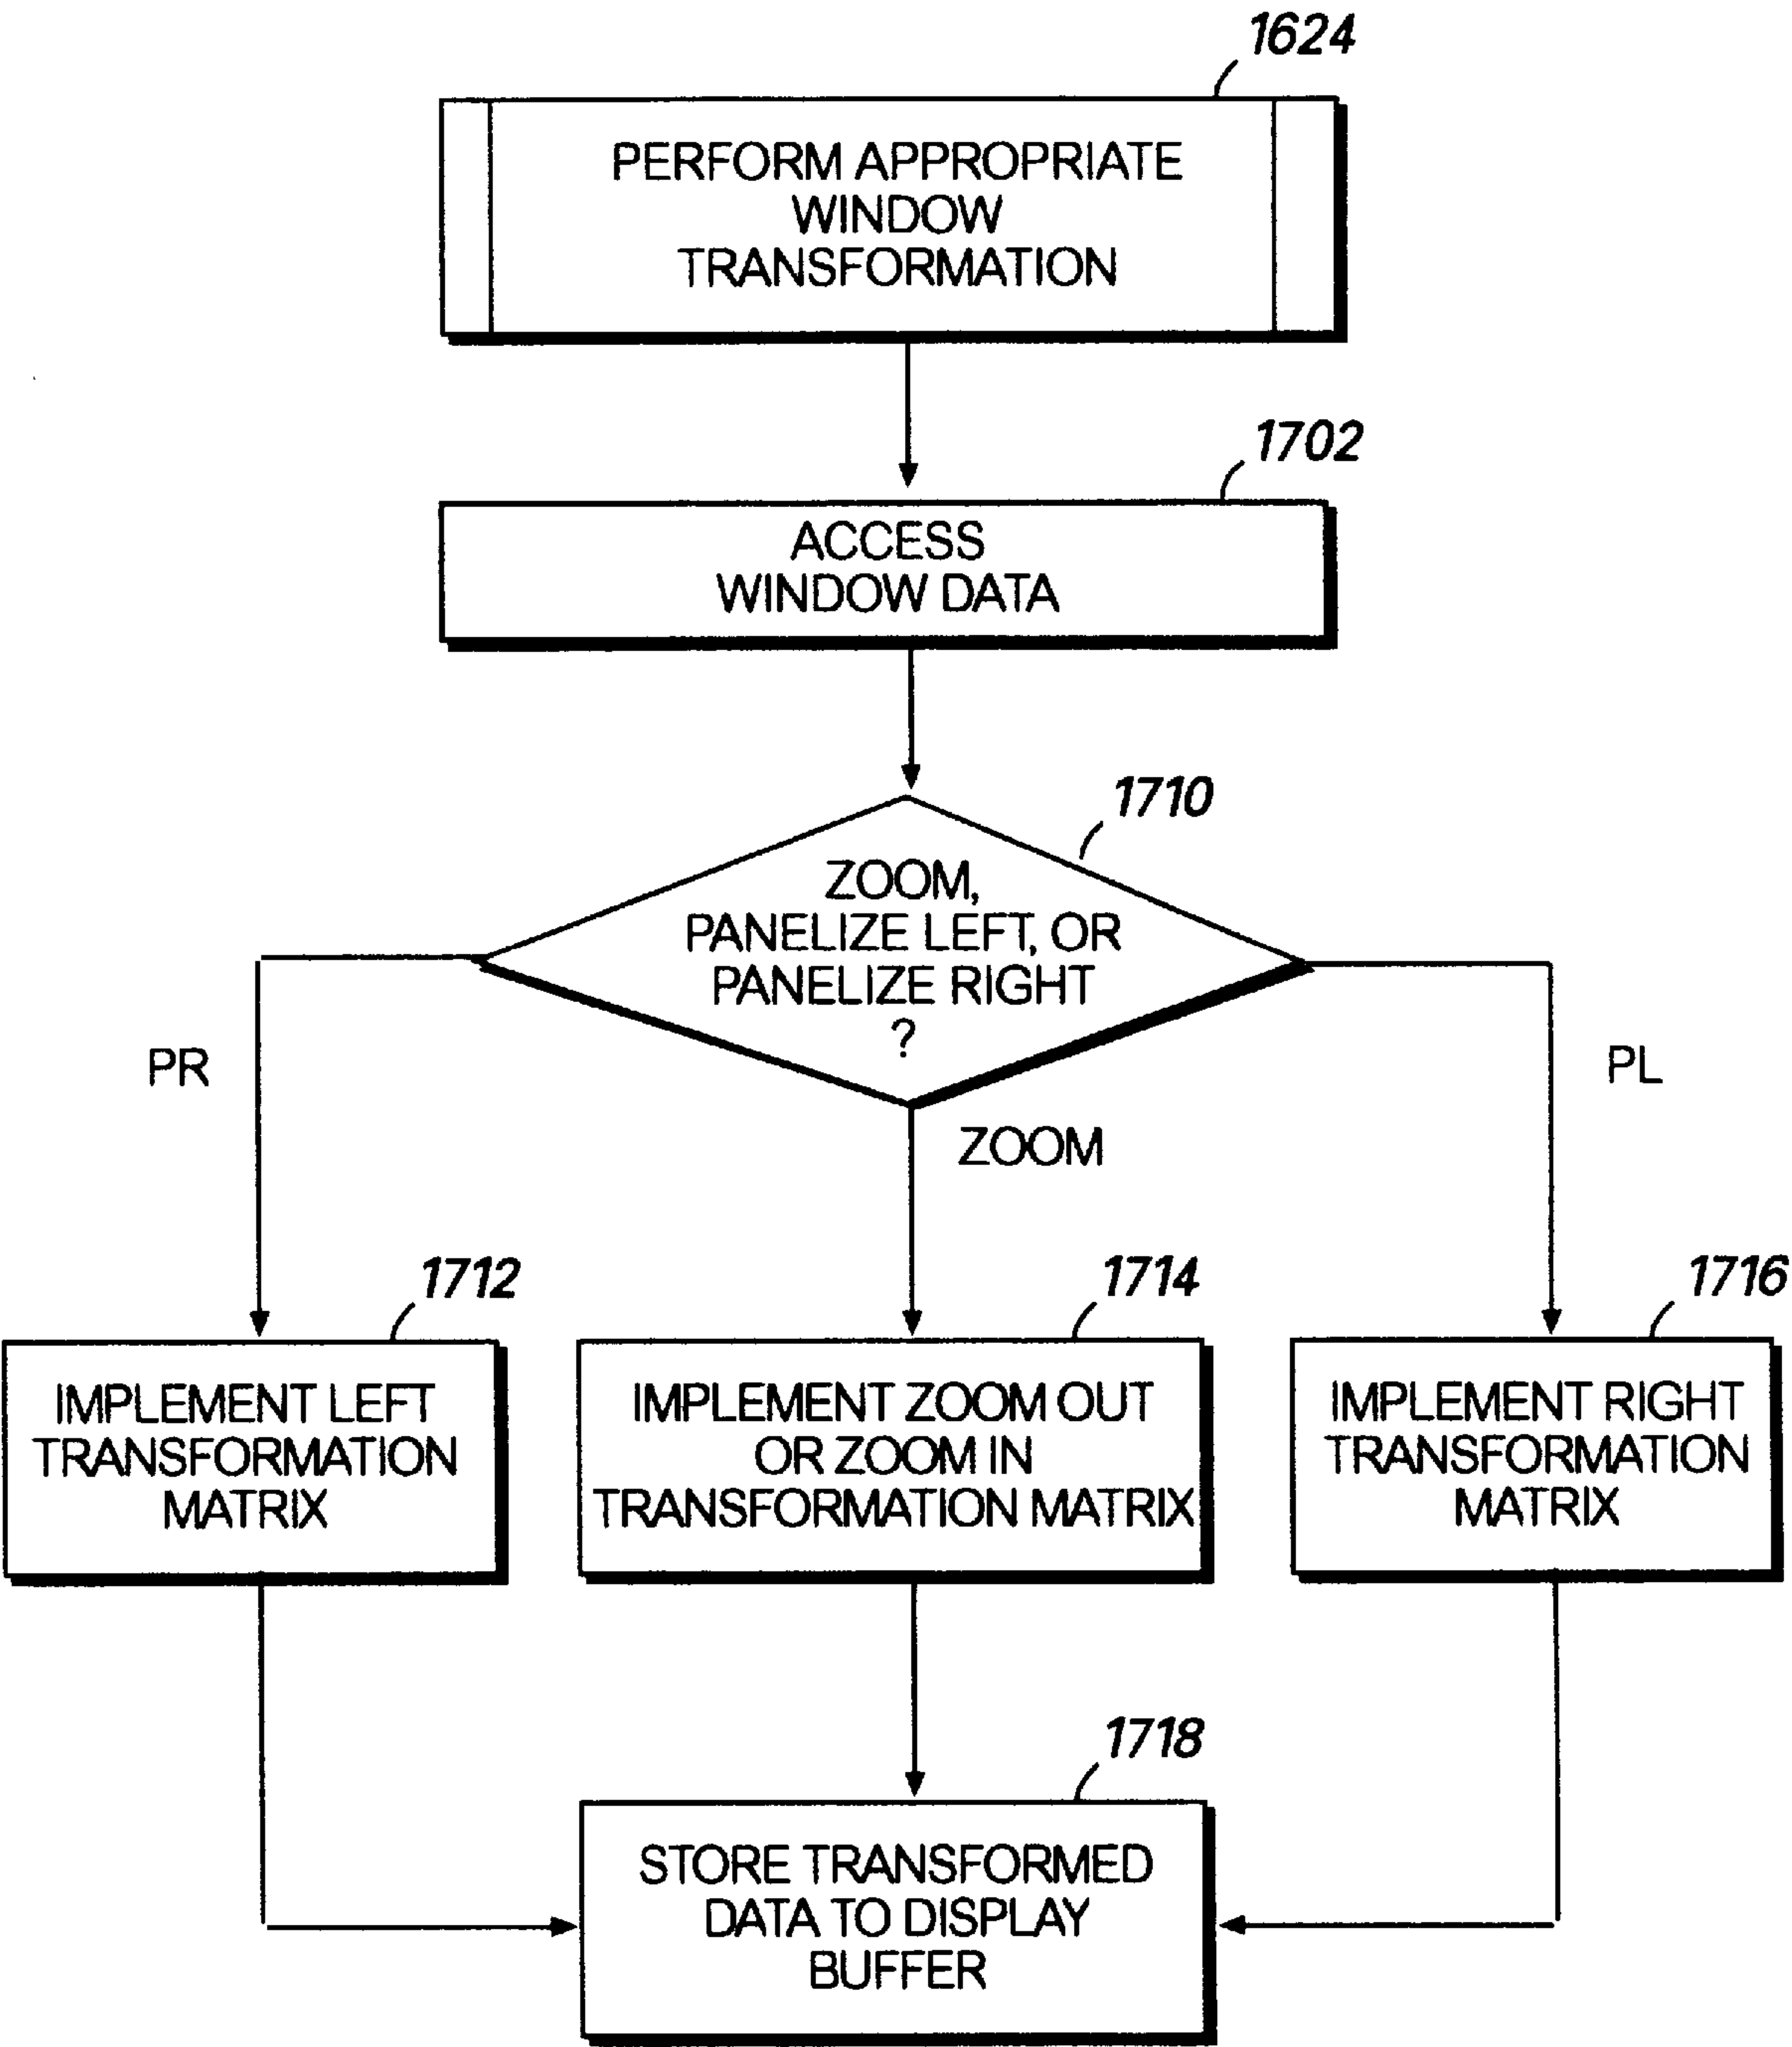 1624
PERFORM APPROPRIATE
WINDOW
TRANSFORMATION
1702
ACCESS
WINDOW DATA
1710
ZOOM,
PANELIZE LEFT, OR
PANELIZE RIGHT
?
PR
PL
ZOOM
1712
IMPLEMENT LEFT
TRANSFORMATION
MATRIX
1714
IMPLEMENT ZOOM OUT
OR ZOOM IN
TRANSFORMATION MATRIX
1716
IMPLEMENT RIGHT
TRANSFORMATION
MATRIX
1718
STORE TRANSFORMED
DATA TO DISPLAY
BUFFER